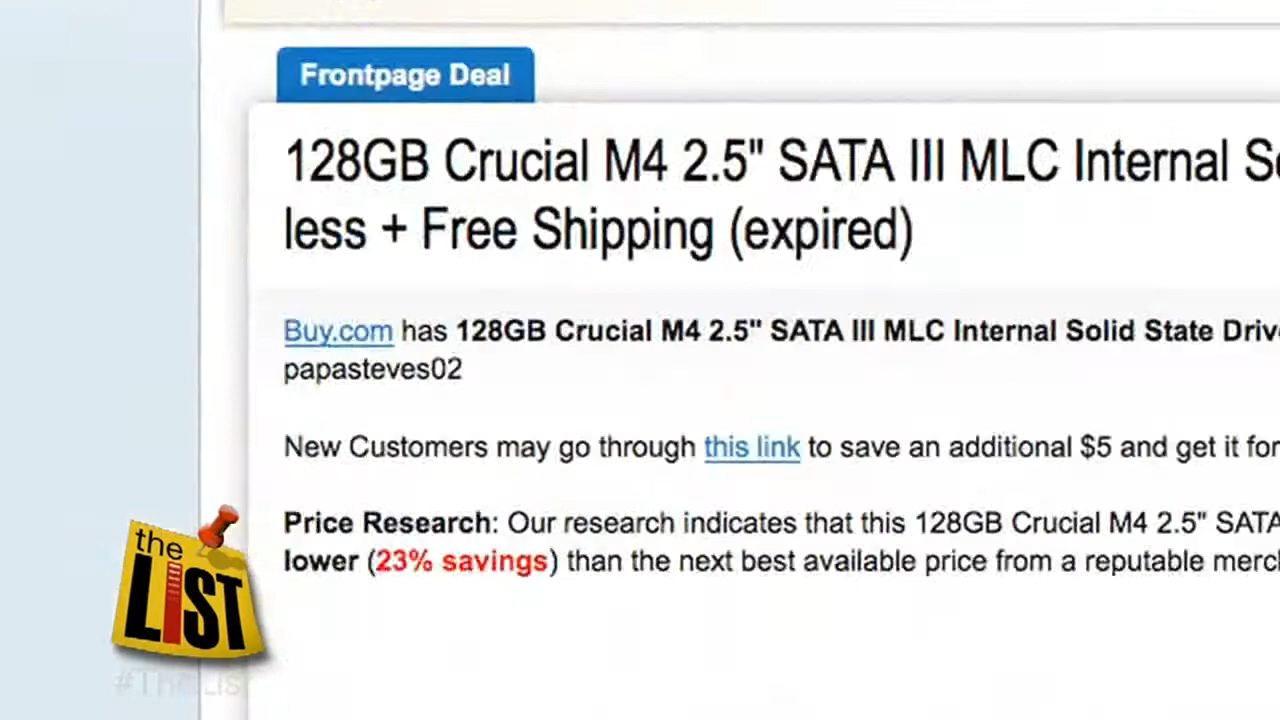 Frontpage Deal
128GB Crucial M4 2.5" SATA III MLC Internal
less + Free Shipping (expired)
Buy.com has 128GB Crucial M4 2.5" SATA III MLC Internal Solid State
papasteves02
New Customers may go through this link to save an additional $5 and get it for
Price Research: Our research indicates that this 128GB Crucial M4 2.5" SATA
lower (23% savings) than the next best available price from a reputable
the
LIST